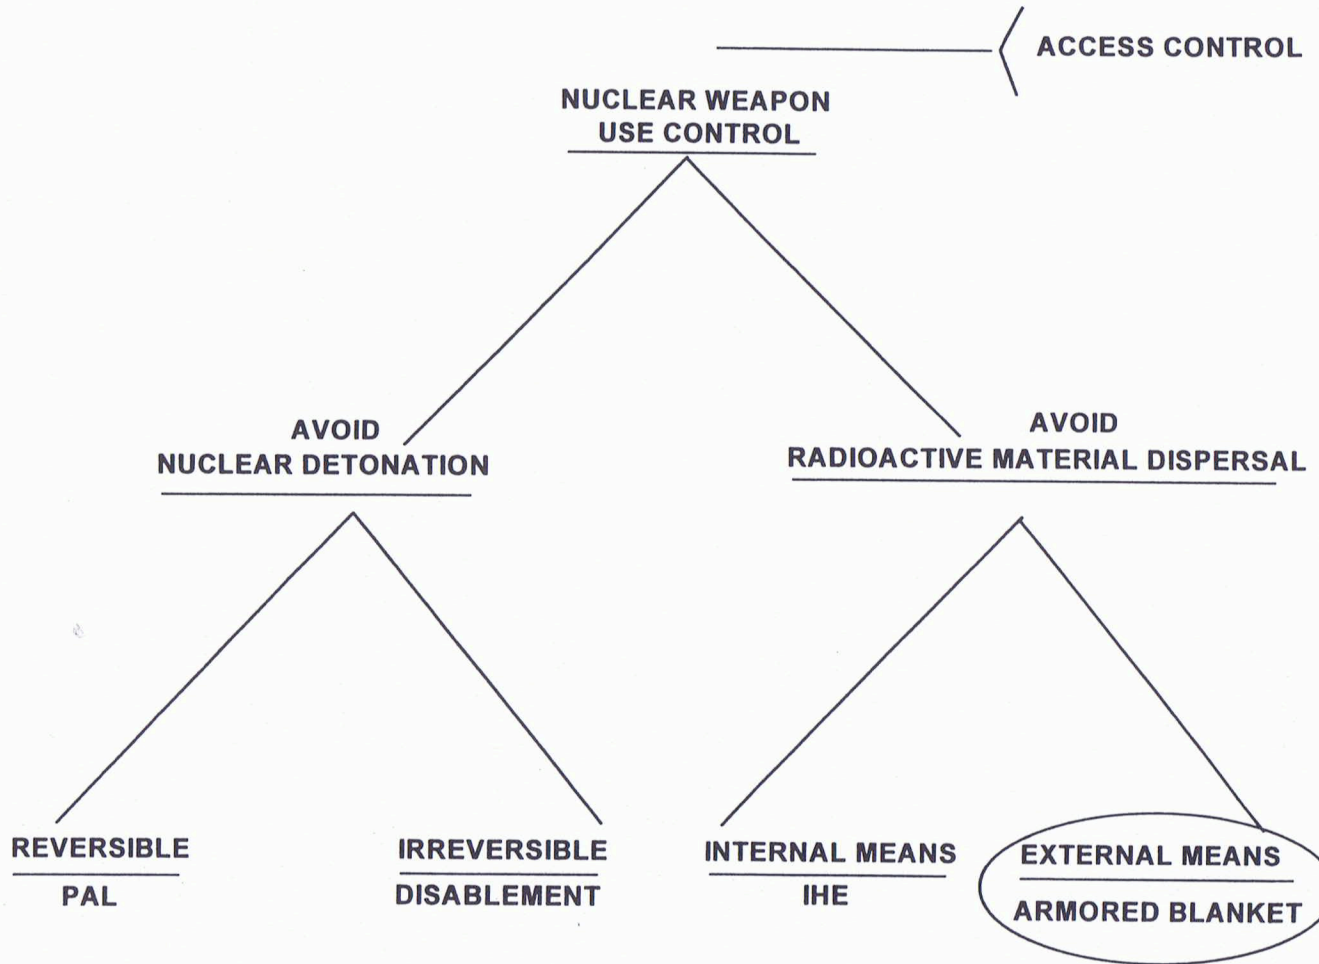 ACCESS CONTROL
NUCLEAR WEAPON
USE CONTROL
AVOID
NUCLEAR DETONATION
AVOID
RADIOACTIVE MATERIAL DISPERSAL
REVERSIBLE
PAL
IRREVERSIBLE
DISABLEMENT
INTERNAL MEANS
IHE
EXTERNAL MEANS
ARMORED BLANKET